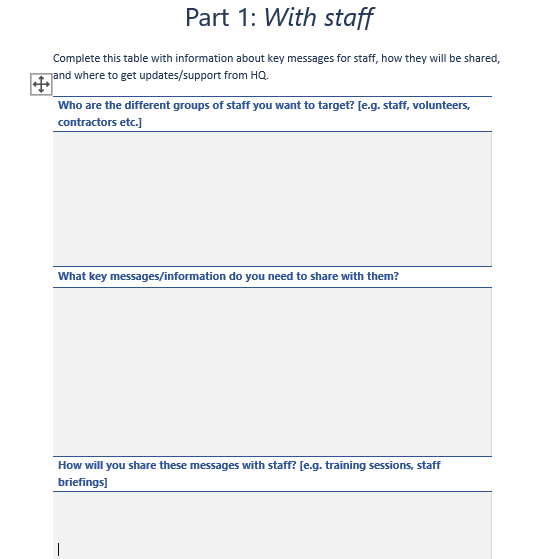 Part 1: With staff
Complete this table with information about key messages for staff, how they will be shared,
and where to get updates/support from HQ.
Who are the different groups of staff you want to target? [e.g. staff, volunteers,
contractors etc.]
What key messages/information do you need to share with them?
How will you share these messages with staff? [e.g. training sessions, staff
briefings]